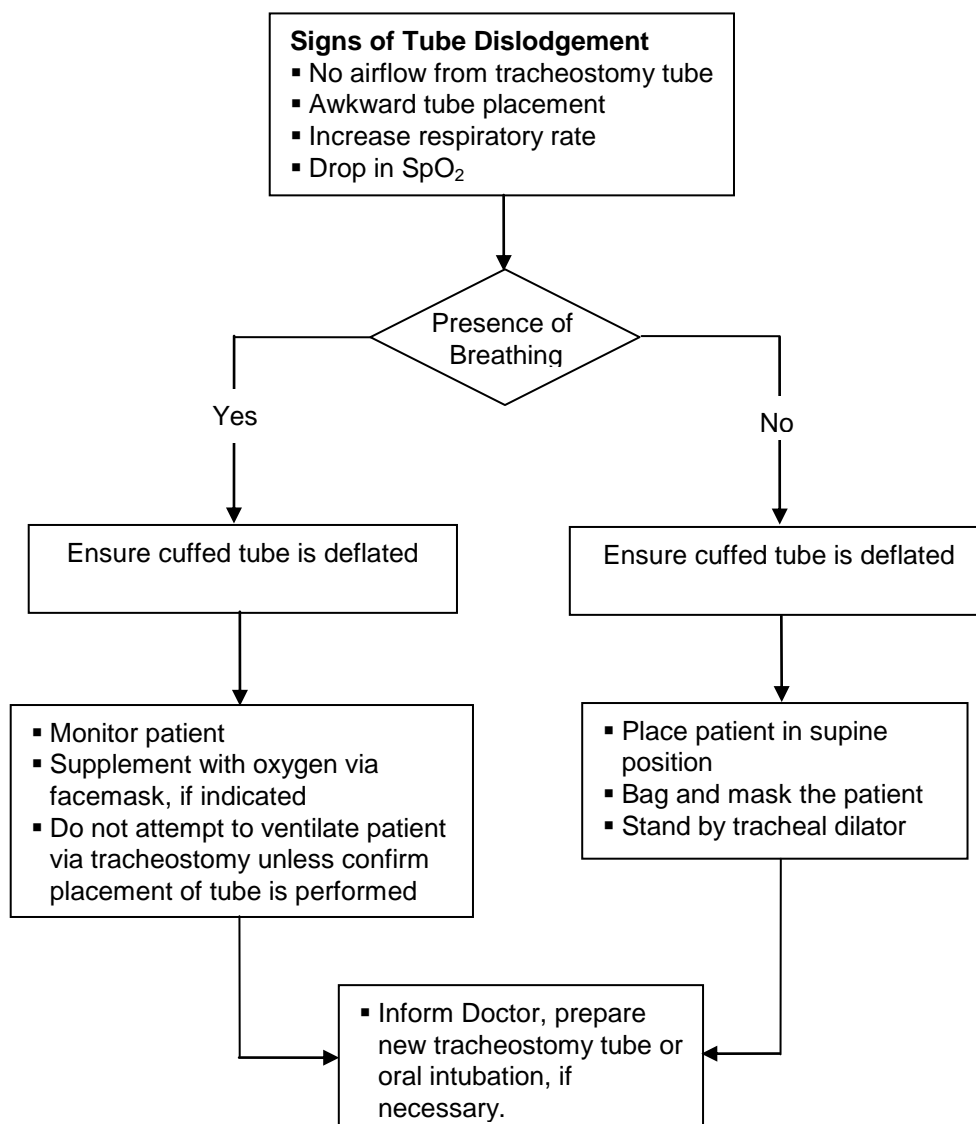 Signs of Tube Dislodgement
▪ No airflow from tracheostomy tube
▪ Awkward tube placement
▪ Increase respiratory rate
▪ Drop in SpO₂
Presence of
Breathing
Yes
No
Ensure cuffed tube is deflated
Ensure cuffed tube is deflated
▪ Monitor patient
▪ Supplement with oxygen via
facemask, if indicated
▪ Do not attempt to ventilate patient
via tracheostomy unless confirm
placement of tube is performed
▪ Place patient in supine
position
▪ Bag and mask the patient
▪ Stand by tracheal dilator
▪ Inform Doctor, prepare
new tracheostomy tube or
oral intubation, if
necessary.